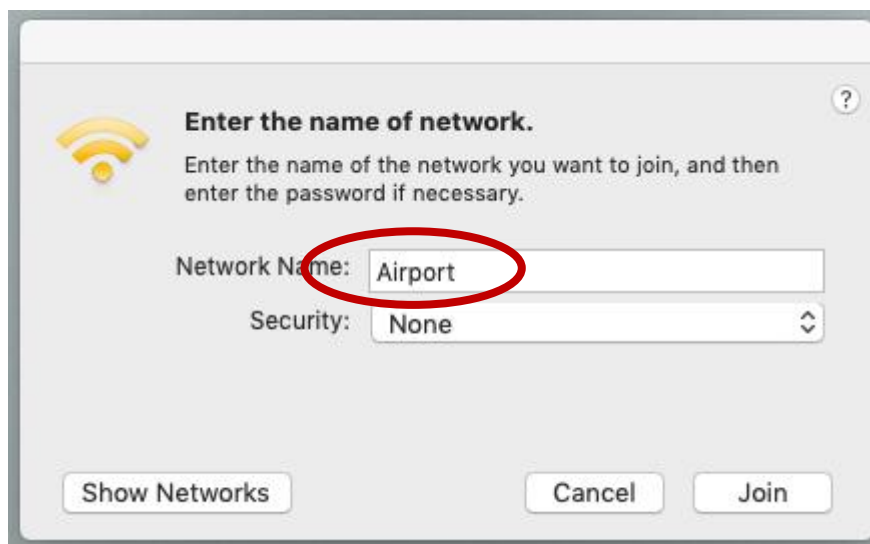 ?
Enter the name of network.
Enter the name of the network you want to join, and then
enter the password if necessary.
Network Name: Airport
Security: None
Show Networks Cancel Join